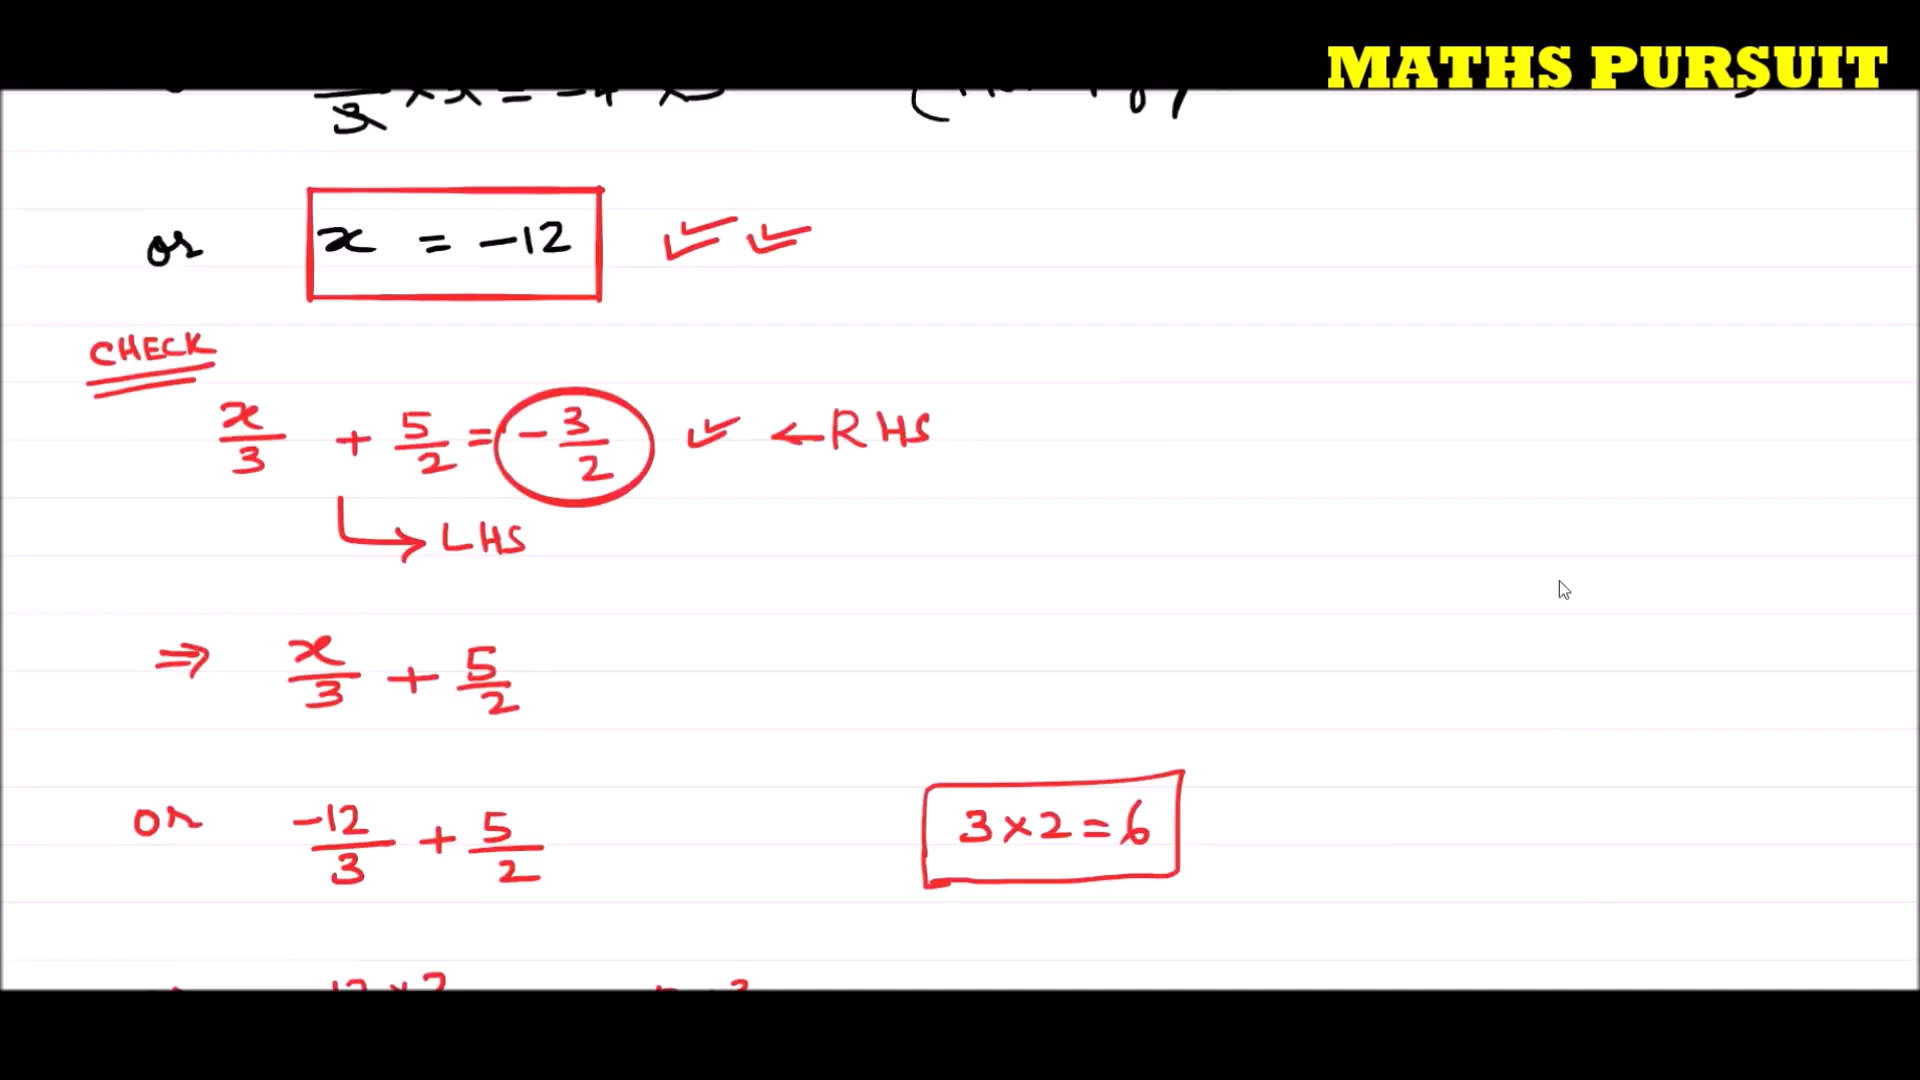 MATHS PURSUIT
or x = -12
CHECK
x/3 + 5/2 = -3/2 ← RHS
LHS
⇒ x/3 + 5/2
or -12/3 + 5/2
3 × 2 = 6